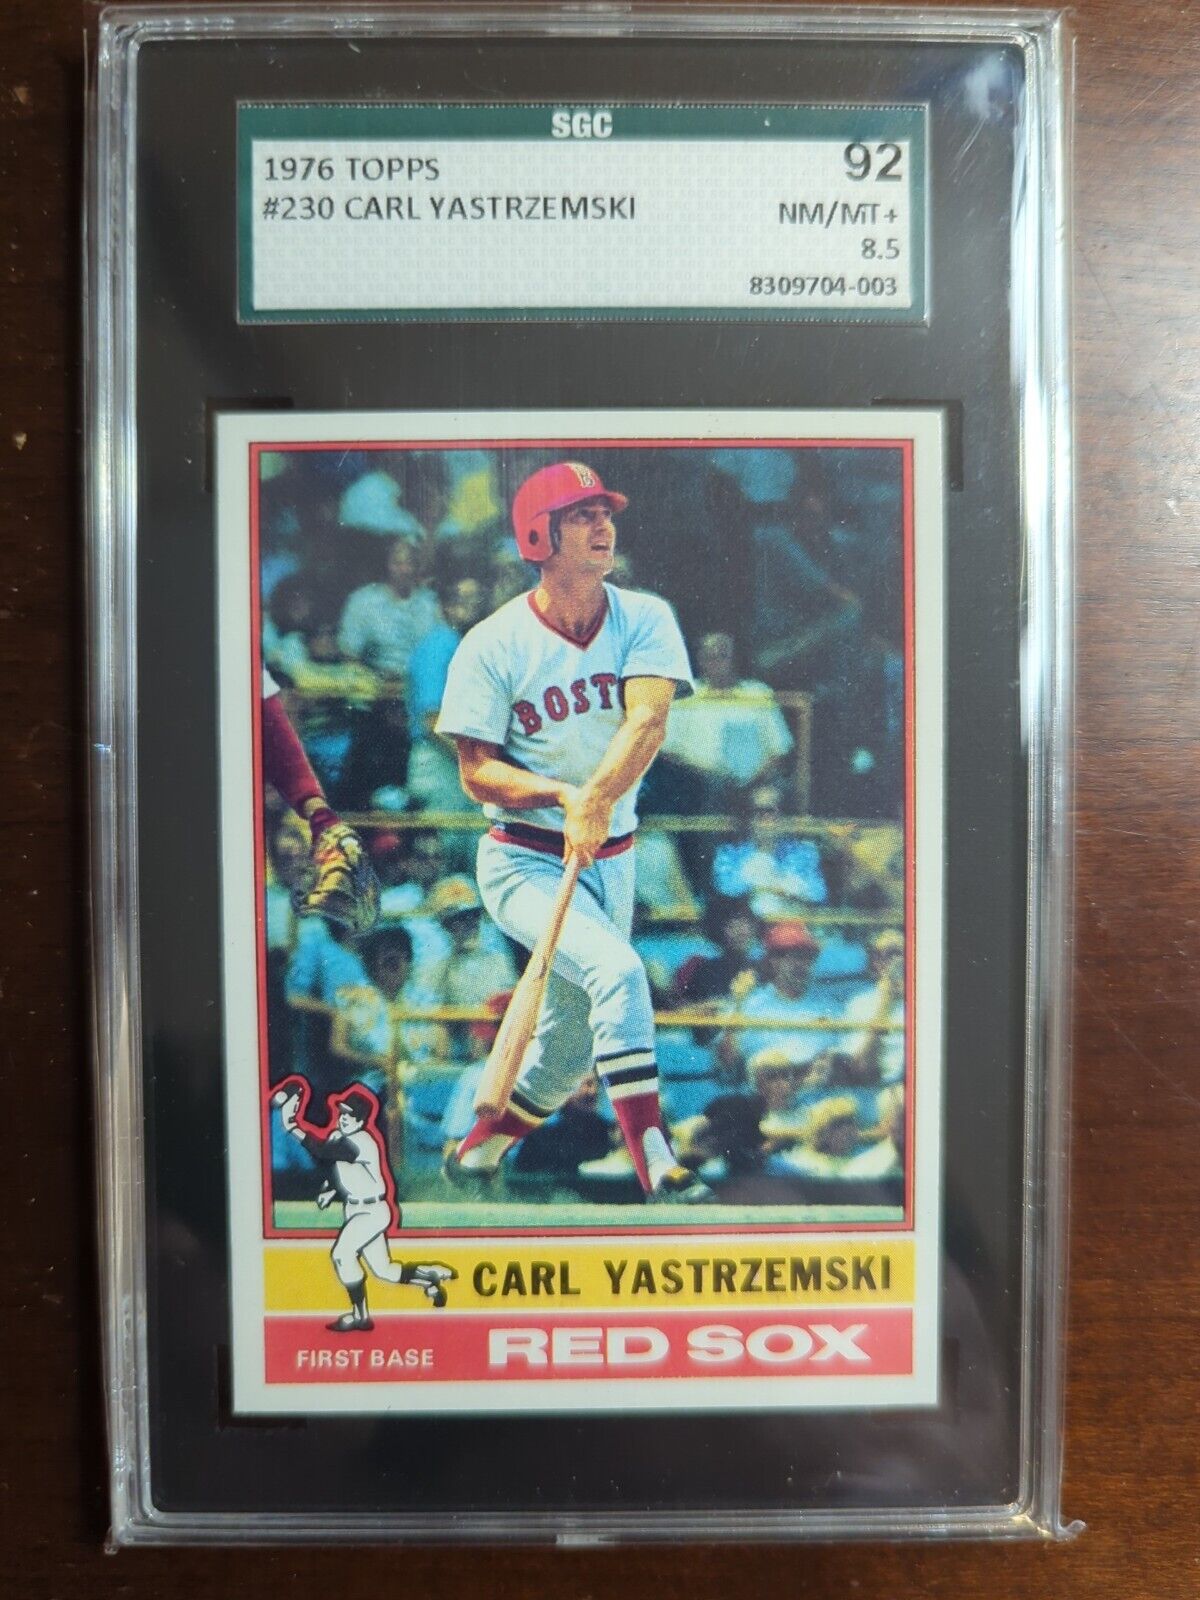 SGC
1976 TOPPS 92
#230 CARL YASTRZEMSKI NM/MT+
8.5
8309704-003
B
BOST
CARL YASTRZEMSKI
FIRST BASE RED SOX